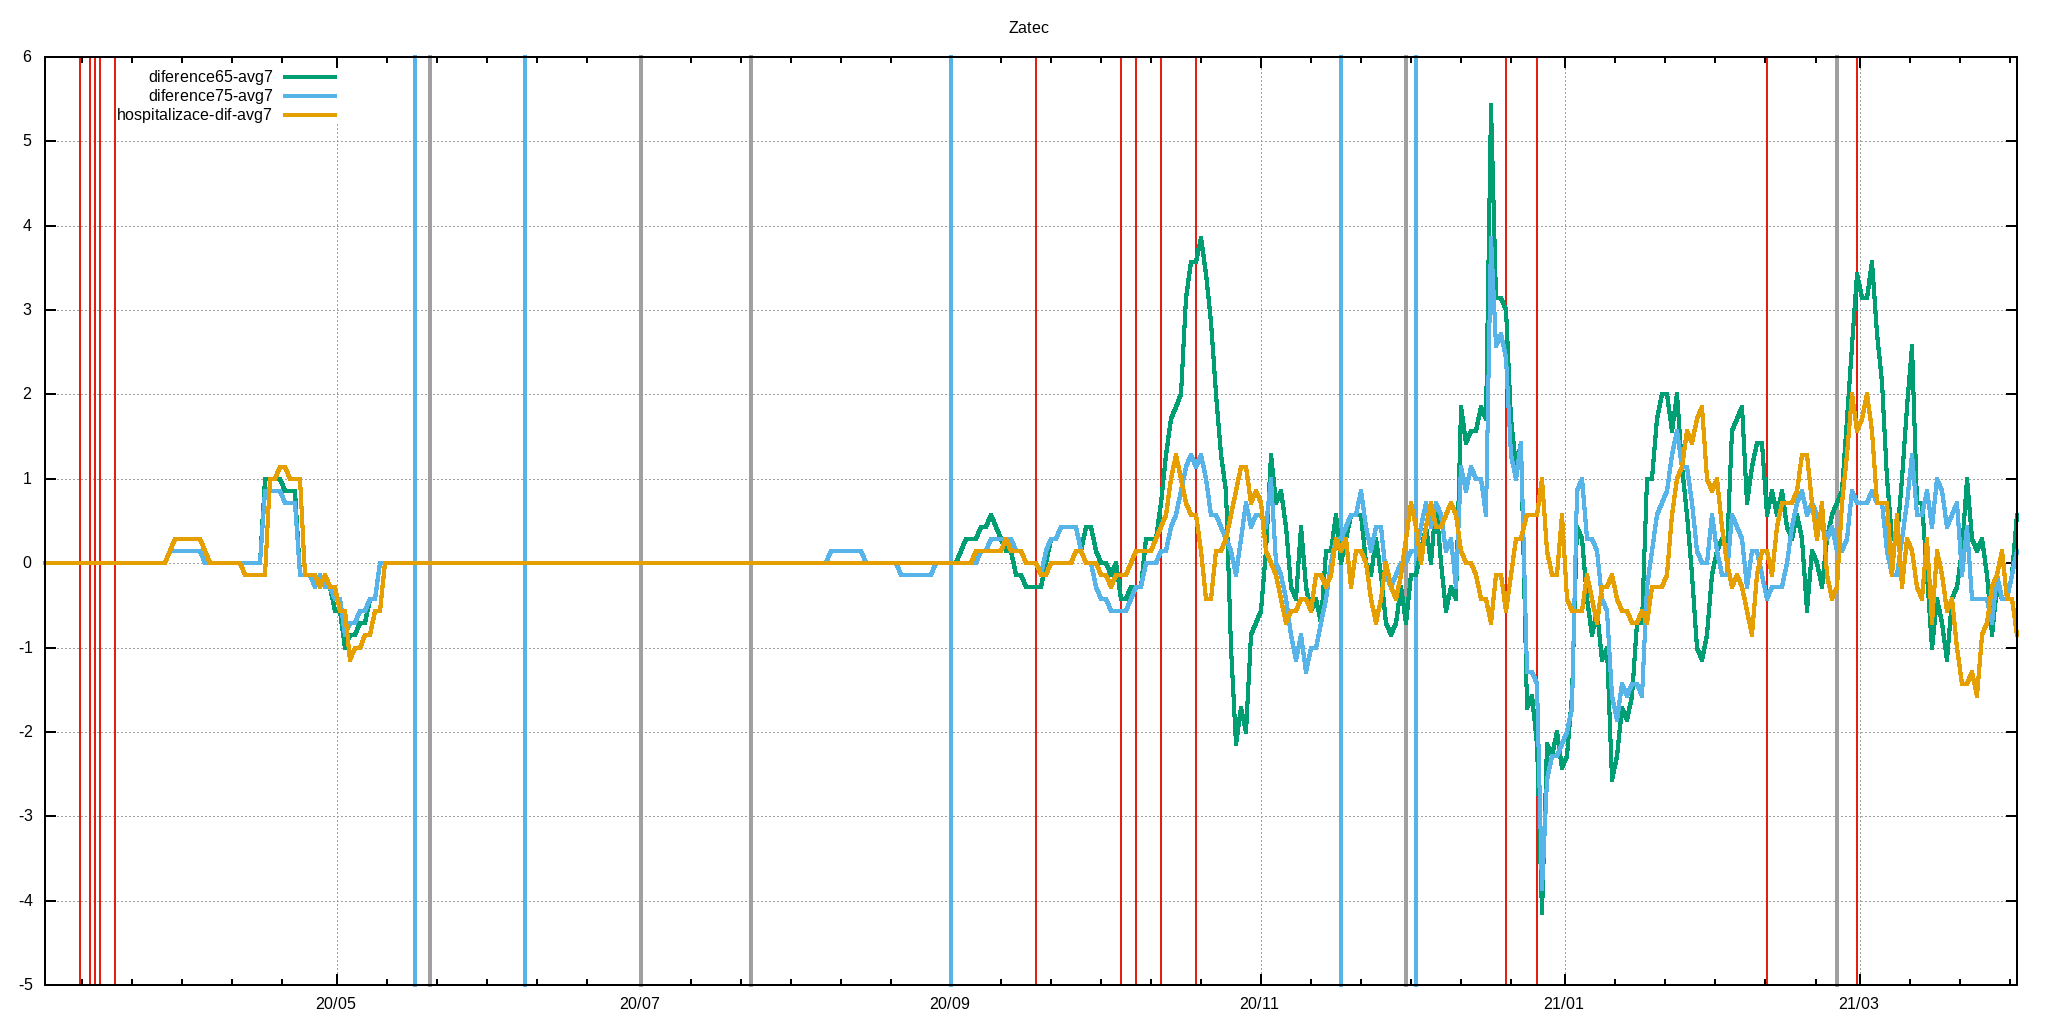 Zatec
6
diference65-avg7
diference75-avg7
hospitalizace-dif-avg7
5
4
3
2
1
0
-1
-2
-3
-4
-5
20/05 20/07 20/09 20/11 21/01 21/03